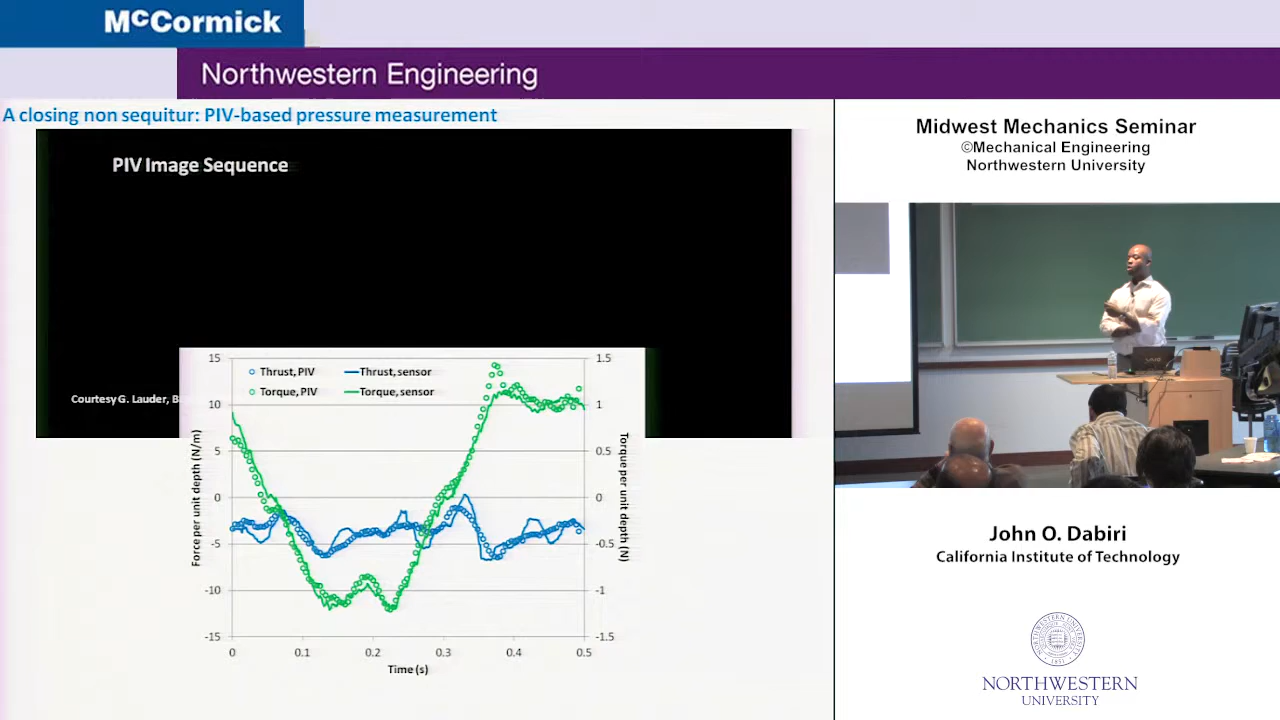 McCormick
Northwestern Engineering
A closing non sequitur: PIV-based pressure measurement
PIV Image Sequence
Courtesy G. Lauder,
Thrust, PIV
Thrust, sensor
Torque, PIV
Torque, sensor
15
10
5
0
-5
-10
-15
Force per unit depth (N/m)
1.5
1
0.5
0
-0.5
-1
-1.5
Torque per unit depth (N)
0
0.1
0.2
0.3
0.4
0.5
Time (s)
Midwest Mechanics Seminar
©Mechanical Engineering
Northwestern University
John O. Dabiri
California Institute of Technology
NORTHWESTERN
UNIVERSITY